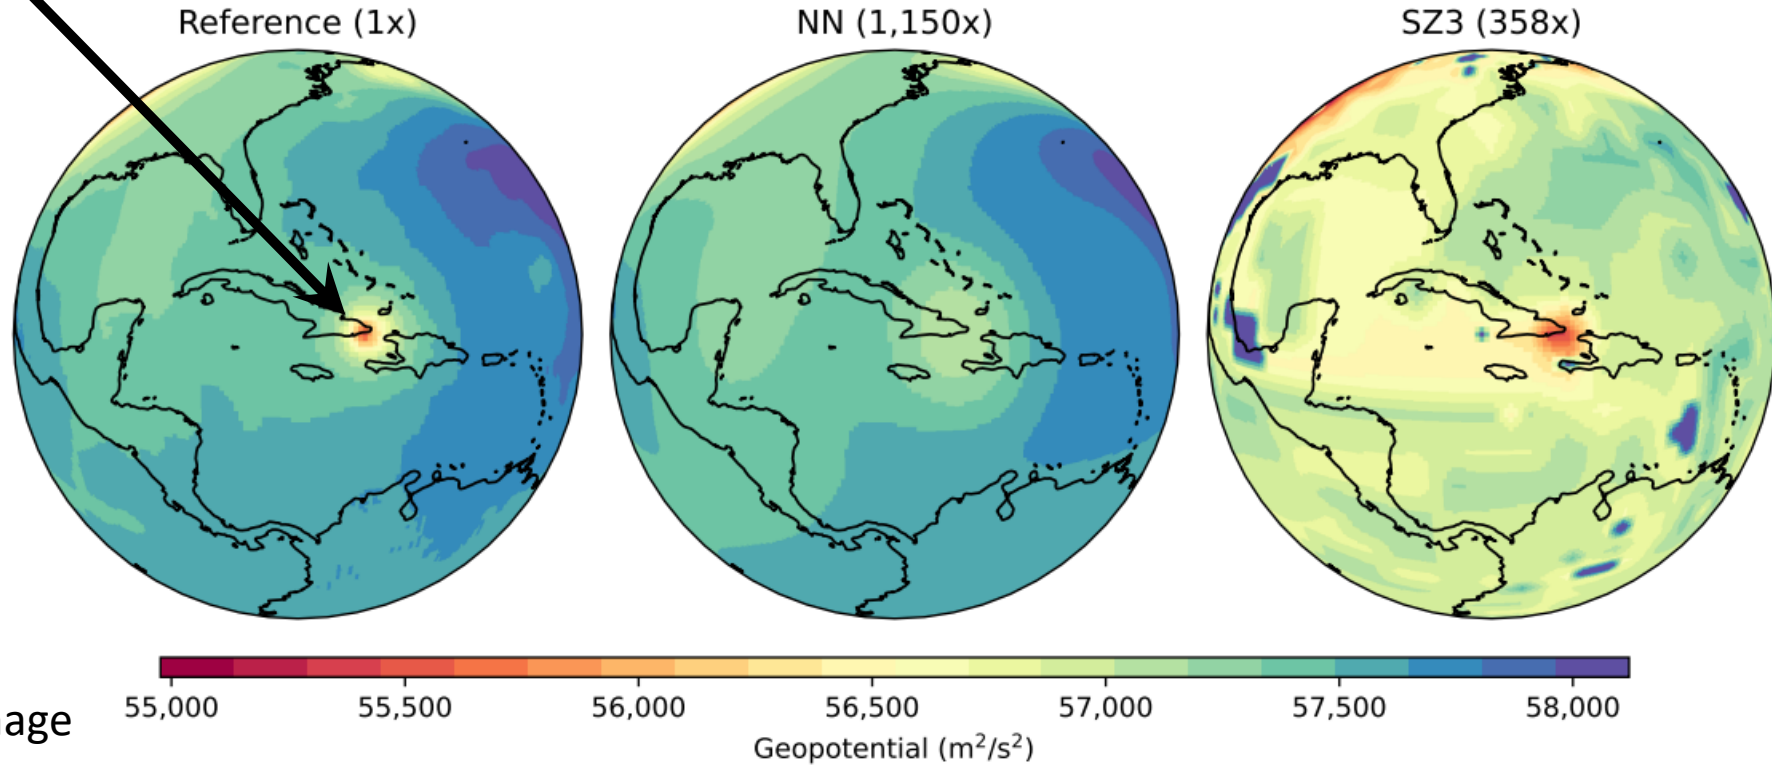 Reference (1x)
NN (1,150x)
SZ3 (358x)
55,000 55,500 56,000 56,500 57,000 57,500 58,000
Geopotential (m²/s²)